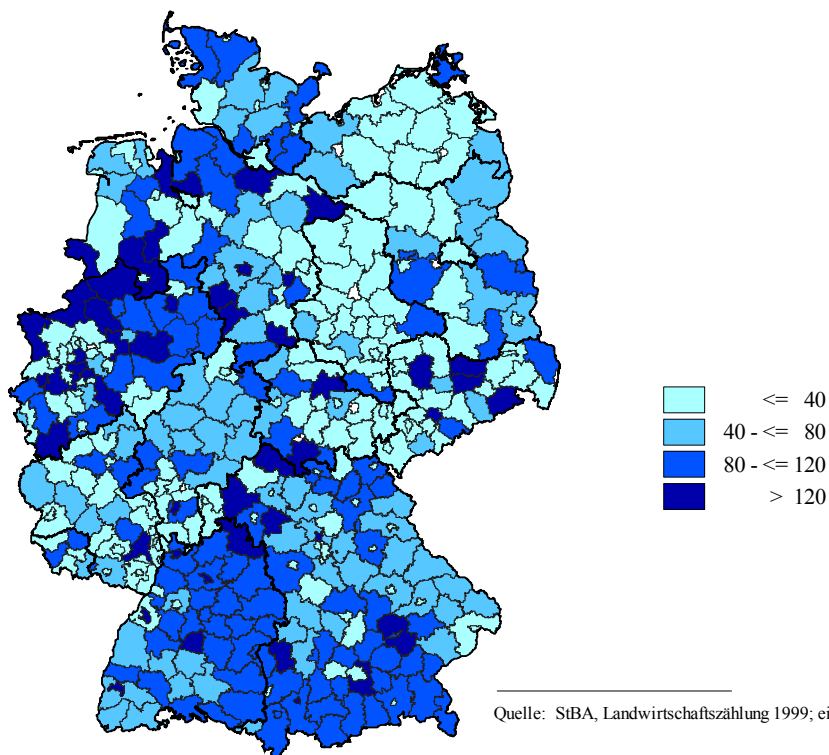 <= 40
40 - <= 80
80 - <= 120
> 120
Quelle: StBA, Landwirtschaftszählung 1999; ei